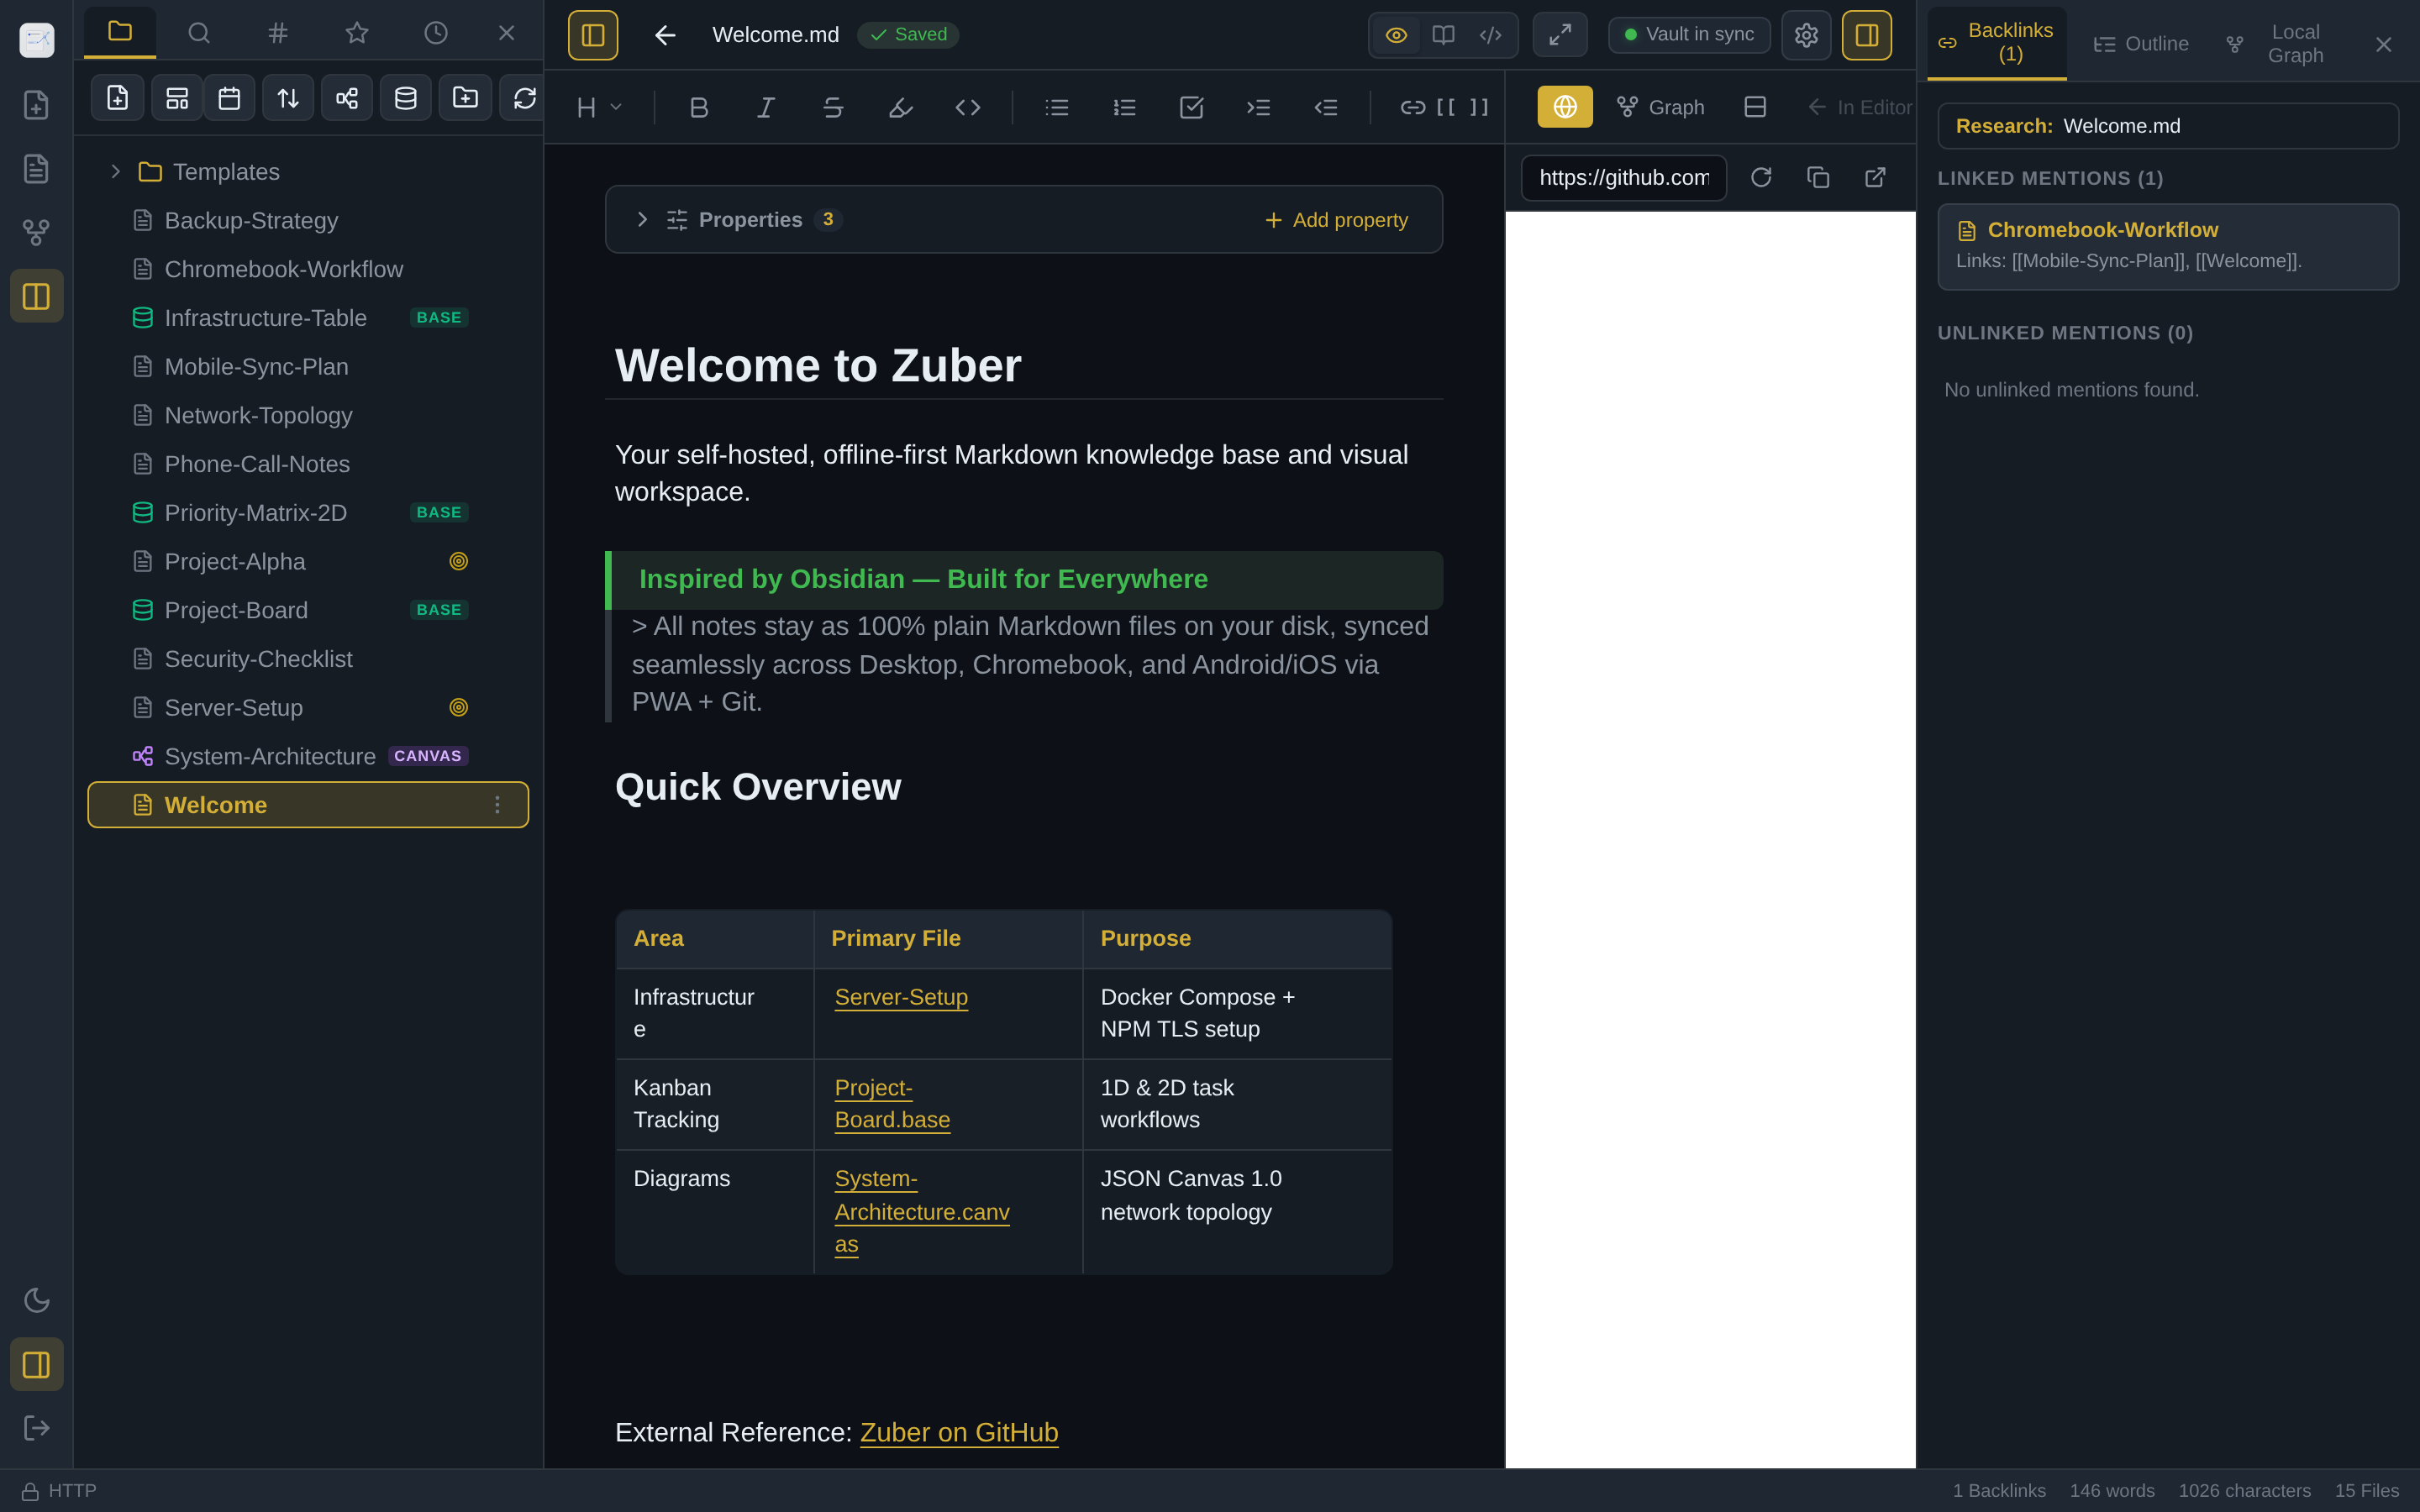 Welcome.md
Saved
Vault in sync
Backlinks
(1)
Outline
Local
Graph
Graph
In Editor
https://github.com
Templates
Backup-Strategy
Chromebook-Workflow
Infrastructure-Table BASE
Mobile-Sync-Plan
Network-Topology
Phone-Call-Notes
Priority-Matrix-2D BASE
Project-Alpha
Project-Board BASE
Security-Checklist
Server-Setup
System-Architecture CANVAS
Welcome
Properties 3
Add property
Welcome to Zuber
Your self-hosted, offline-first Markdown knowledge base and visual
workspace.
Inspired by Obsidian — Built for Everywhere
> All notes stay as 100% plain Markdown files on your disk, synced
seamlessly across Desktop, Chromebook, and Android/iOS via
PWA + Git.
Quick Overview
Area Primary File Purpose
Infrastructur
e
Server-Setup
Docker Compose +
NPM TLS setup
Kanban
Tracking
Project-
Board.base
1D & 2D task
workflows
Diagrams
System-
Architecture.canv
as
JSON Canvas 1.0
network topology
External Reference: Zuber on GitHub
Research: Welcome.md
LINKED MENTIONS (1)
Chromebook-Workflow
Links: [[Mobile-Sync-Plan]], [[Welcome]].
UNLINKED MENTIONS (0)
No unlinked mentions found.
HTTP
1 Backlinks 146 words 1026 characters 15 Files